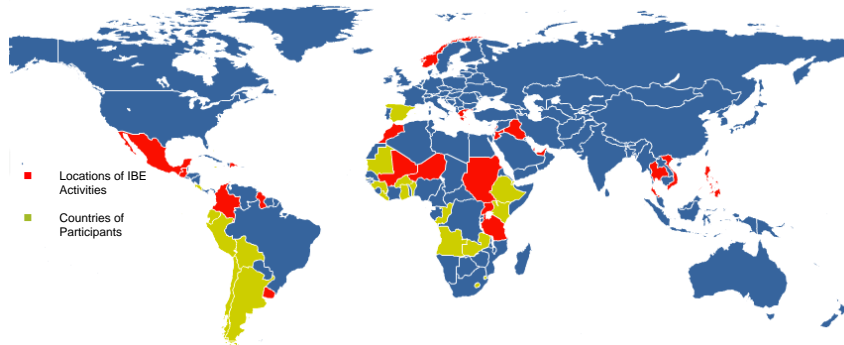 Locations of IBE
Activities
Countries of
Participants